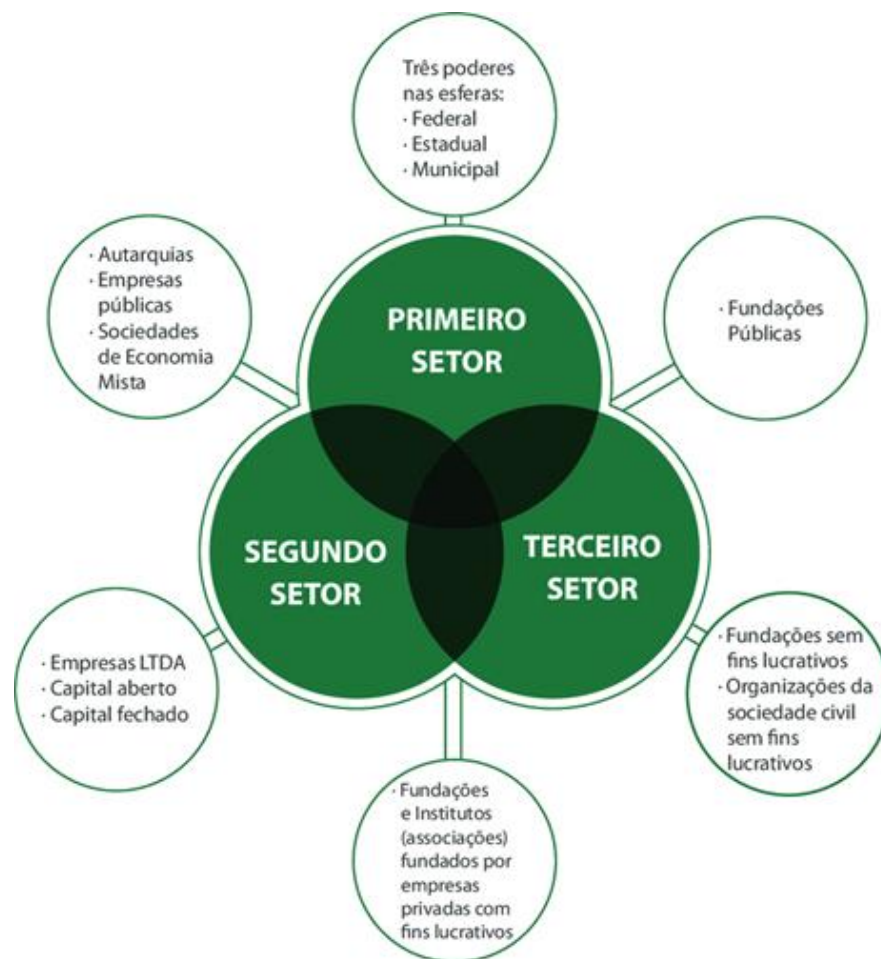 Três poderes
nas esferas:
· Federal
· Estadual
· Municipal
· Autarquias
· Empresas
públicas
· Sociedades
de Economia
Mista
PRIMEIRO
SETOR
· Fundações
Públicas
SEGUNDO
SETOR
TERCEIRO
SETOR
· Empresas LTDA
· Capital aberto
· Capital fechado
· Fundações sem
fins lucrativos
· Organizações da
sociedade civil
sem fins
lucrativos
· Fundações
e Institutos
(associações)
fundados por
empresas
privadas com
fins lucrativos